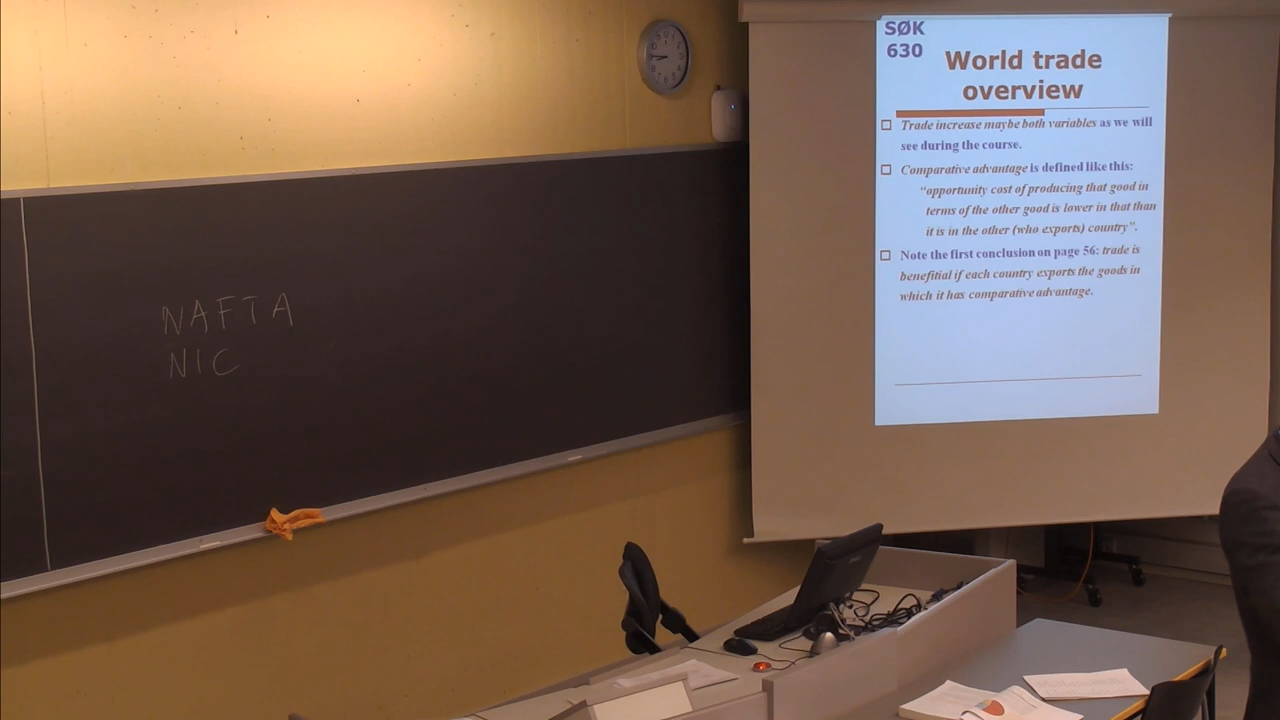 NAFTA
NIC
SØK
630
World trade
overview
Trade increase maybe both variables as we will
see during the course.
Comparative advantage is defined like this:
“opportunity cost of producing that good in
terms of the other good is lower in that than
it is in the other (who exports) country”.
Note the first conclusion on page 56: trade is
benefitial if each country exports the goods in
which it has comparative advantage.